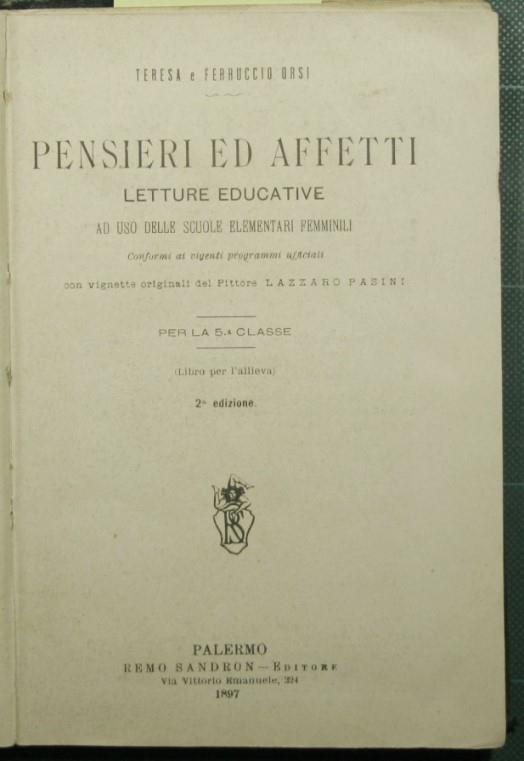 TERESA e FERRUCCIO ORSI
PENSIERI ED AFFETTI
LETTURE EDUCATIVE
AD USO DELLE SCUOLE ELEMENTARI FEMMINILI
Conformi ai vigenti programmi ufficiali
con vignette originali del Pittore LAZZARO PASINI
PER LA 5.a CLASSE
(Libro per l'allieva)
2a edizione.
RS
PALERMO
REMO SANDRON — EDITORE
Via Vittorio Emanuele, 324
1897